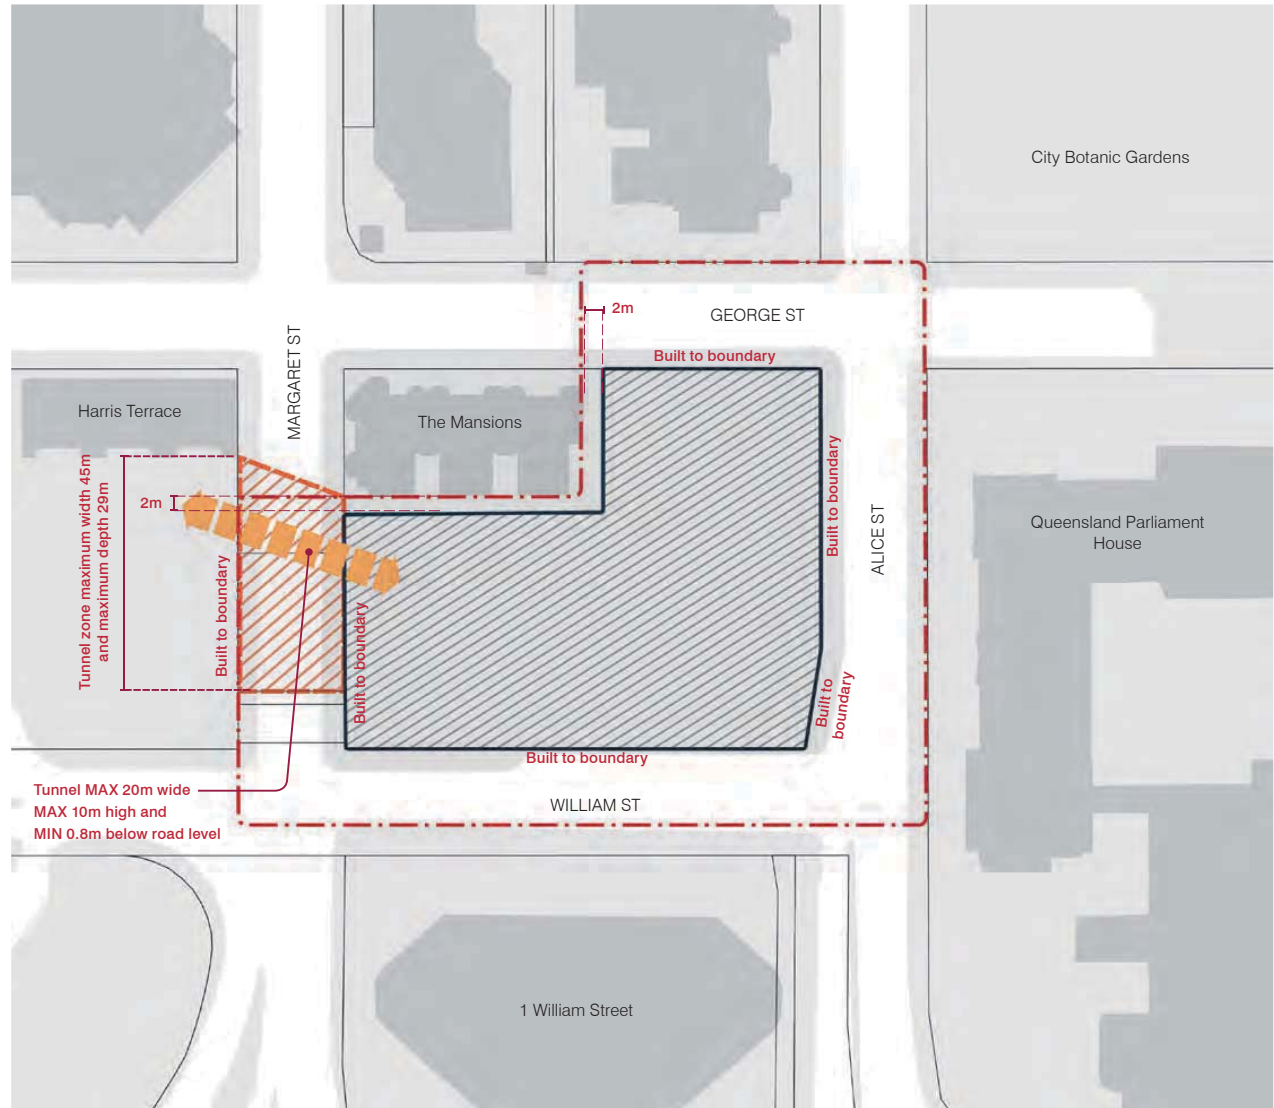 City Botanic Gardens
2m
GEORGE ST
Built to boundary
MARGARET ST
Harris Terrace
The Mansions
Tunnel zone maximum width 45m
and maximum depth 29m
2m
Built to boundary
Built to boundary
Built to boundary
ALICE ST
Queensland Parliament
House
Built to
boundary
Built to boundary
Tunnel MAX 20m wide
MAX 10m high and
MIN 0.8m below road level
WILLIAM ST
1 William Street